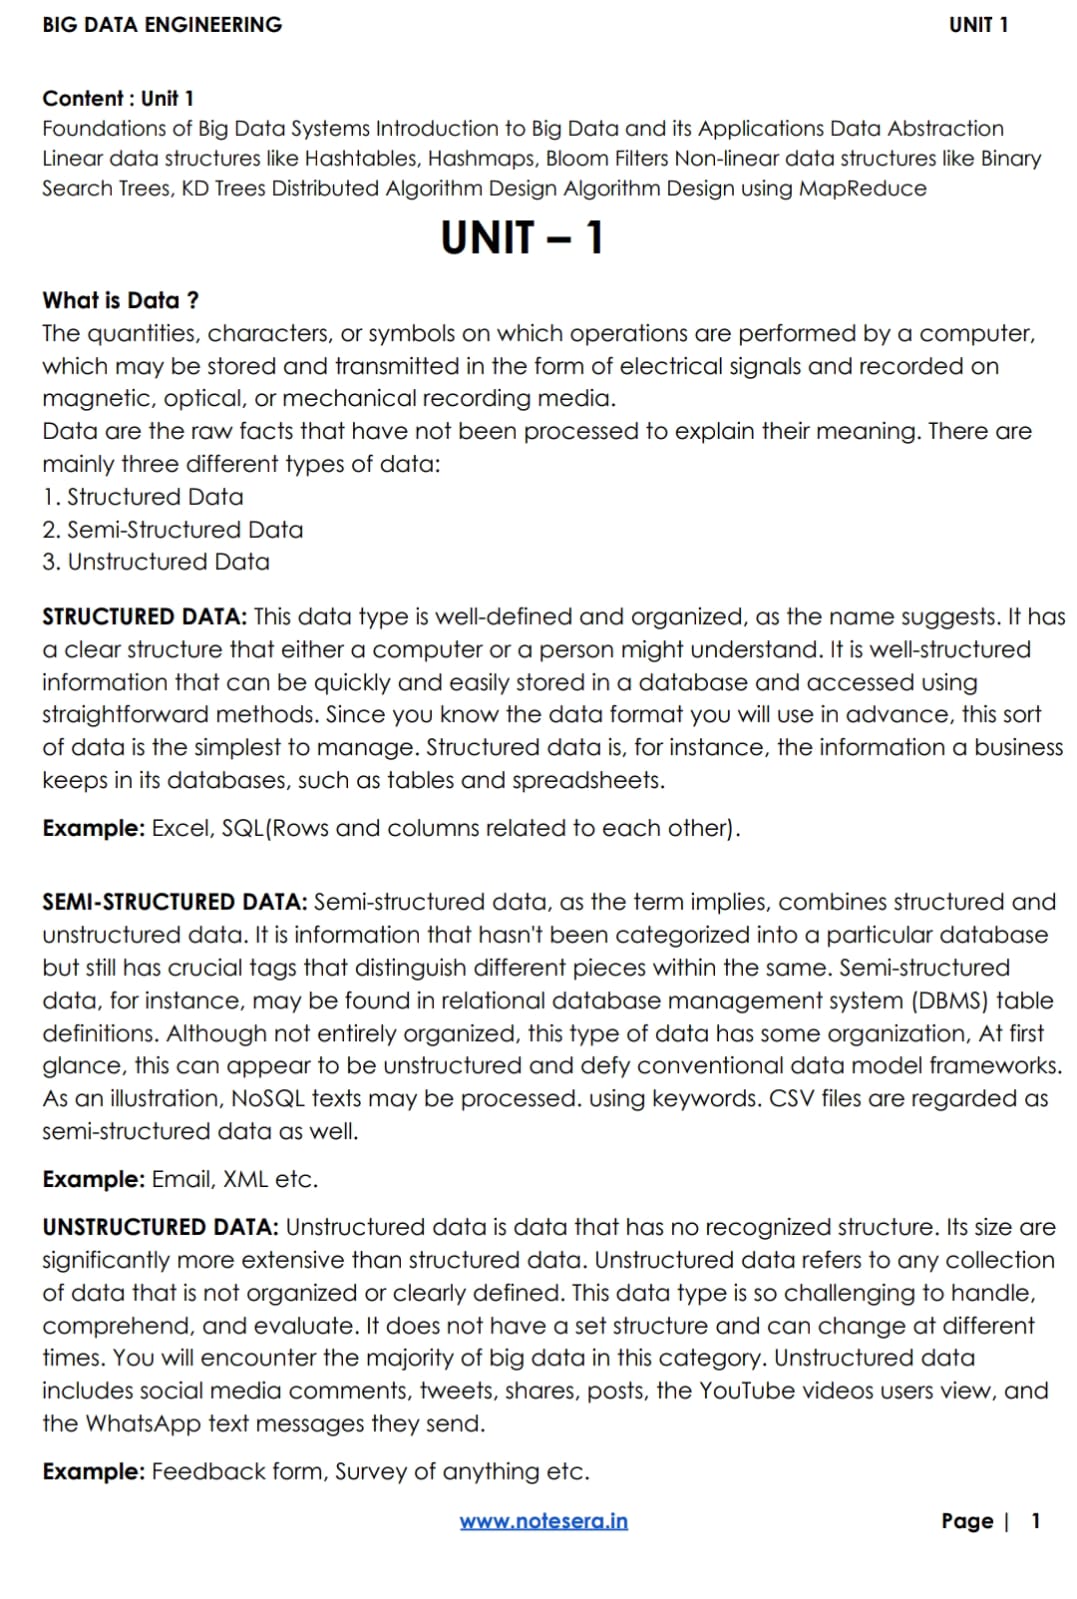 BIG DATA ENGINEERING UNIT 1
Content : Unit 1
Foundations of Big Data Systems Introduction to Big Data and its Applications Data Abstraction
Linear data structures like Hashtables, Hashmaps, Bloom Filters Non-linear data structures like Binary
Search Trees, KD Trees Distributed Algorithm Design Algorithm Design using MapReduce
UNIT – 1
What is Data ?
The quantities, characters, or symbols on which operations are performed by a computer,
which may be stored and transmitted in the form of electrical signals and recorded on
magnetic, optical, or mechanical recording media.
Data are the raw facts that have not been processed to explain their meaning. There are
mainly three different types of data:
1. Structured Data
2. Semi-Structured Data
3. Unstructured Data
STRUCTURED DATA: This data type is well-defined and organized, as the name suggests. It has
a clear structure that either a computer or a person might understand. It is well-structured
information that can be quickly and easily stored in a database and accessed using
straightforward methods. Since you know the data format you will use in advance, this sort
of data is the simplest to manage. Structured data is, for instance, the information a business
keeps in its databases, such as tables and spreadsheets.
Example: Excel, SQL(Rows and columns related to each other).
SEMI-STRUCTURED DATA: Semi-structured data, as the term implies, combines structured and
unstructured data. It is information that hasn't been categorized into a particular database
but still has crucial tags that distinguish different pieces within the same. Semi-structured
data, for instance, may be found in relational database management system (DBMS) table
definitions. Although not entirely organized, this type of data has some organization, At first
glance, this can appear to be unstructured and defy conventional data model frameworks.
As an illustration, NoSQL texts may be processed. using keywords. CSV files are regarded as
semi-structured data as well.
Example: Email, XML etc.
UNSTRUCTURED DATA: Unstructured data is data that has no recognized structure. Its size are
significantly more extensive than structured data. Unstructured data refers to any collection
of data that is not organized or clearly defined. This data type is so challenging to handle,
comprehend, and evaluate. It does not have a set structure and can change at different
times. You will encounter the majority of big data in this category. Unstructured data
includes social media comments, tweets, shares, posts, the YouTube videos users view, and
the WhatsApp text messages they send.
Example: Feedback form, Survey of anything etc.
www.notesera.in Page | 1